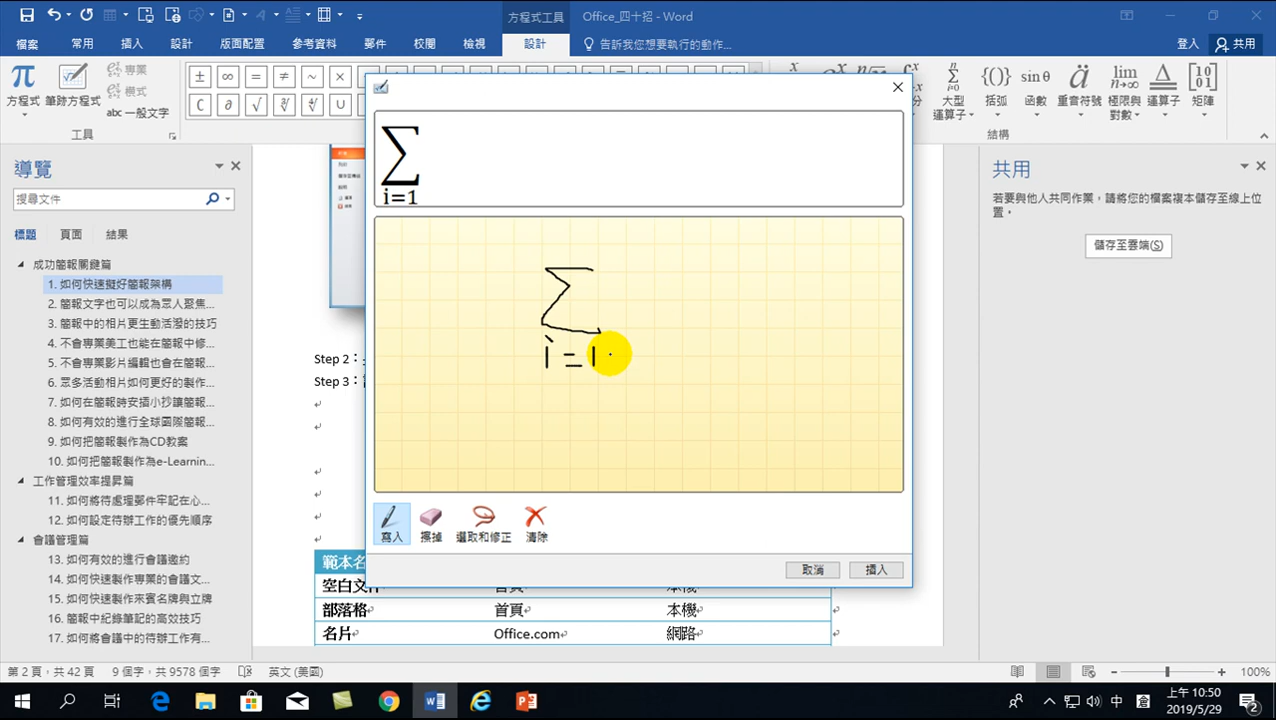 方程式工具
Office_四十招 - Word
檔案
常用
插入
設計
版面配置
參考資料
郵件
校閱
檢視
設計
告訴我您想要執行的動作...
登入
共用
π
方程式
筆跡方程式
專業
線式
abc 一般文字
± ∞ = ≠ ~ ×
∁ ∂ √ ∛ ∜ ∪
大型
運算子
括弧
函數
重音符號
極限與
對數
運算子
矩陣
{()}
sin θ
ä
lim
n→∞
工具
結構
導覽
搜尋文件
標題
頁面
結果
成功簡報關鍵篇
1. 如何快速擬好簡報架構
2. 簡報文字也可以成為眾人聚焦...
3. 簡報中的相片更生動活潑的技巧
4. 不會專業美工也能在簡報中修...
5. 不會專業影片編輯也會在簡報...
6. 眾多活動相片如何更好的製作...
7. 如何在簡報時安插小抄讓簡報...
8. 如何有效的進行全球國際簡報...
9. 如何把簡報製作為CD教案
10. 如何把簡報製作為e-Learnin...
工作管理效率提昇篇
11. 如何將待處理郵件牢記在心...
12. 如何設定待辦工作的優先順序
會議管理篇
13. 如何有效的進行會議邀約
14. 如何快速製作專業的會議文...
15. 如何快速製作來賓名牌與立牌
16. 簡報中紀錄筆記的高效技巧
17. 如何將會議中的待辦工作有...
Step 2：
Step 3：
∑
i=1
∑
i = 1
寫入
擦掉
選取和修正
清除
取消
插入
範本名
空白文件
首頁
本機
部落格
首頁
本機
名片
Office.com
網路
共用
若要與他人共同作業，請將您的檔案複本儲存至線上位
置。
儲存至雲端(S)
第 2 頁，共 42 頁
9 個字，共 9578 個字
英文 (美國)
100%
中
倉
上午 10:50
2019/5/29
2